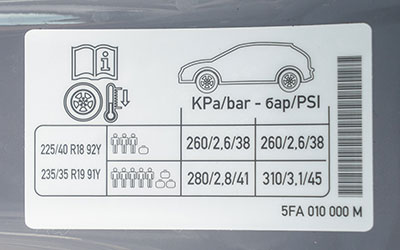 i
KPa/bar - бар/PSI
225/40 R18 92Y 260/2,6/38 260/2,6/38
235/35 R19 91Y 280/2,8/41 310/3,1/45
5FA 010 000 M